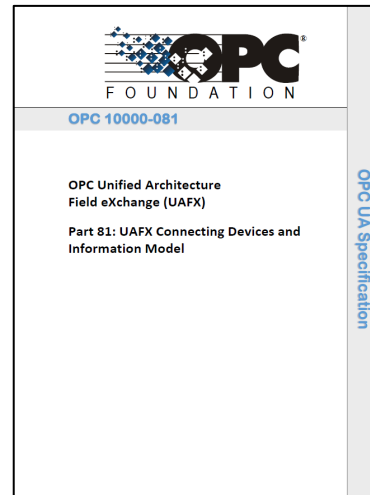 OPC®
FOUNDATION
OPC 10000-081
OPC Unified Architecture
Field eXchange (UAFX)
Part 81: UAFX Connecting Devices and
Information Model
OPC UA Specification